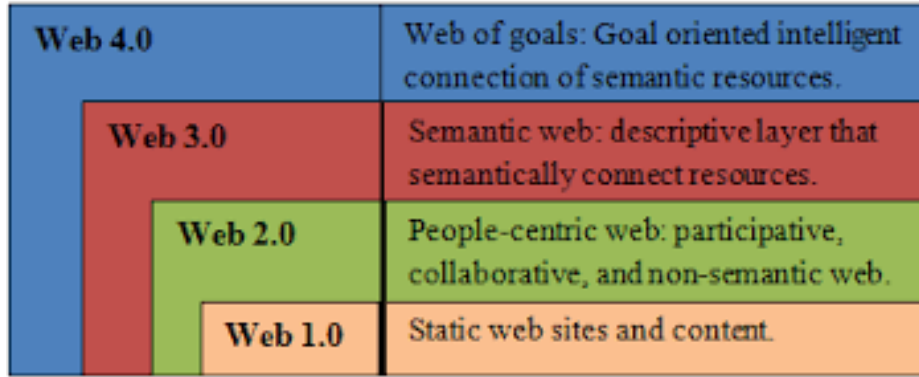 Web 4.0
Web of goals: Goal oriented intelligent
connection of semantic resources.
Web 3.0
Semantic web: descriptive layer that
semantically connect resources.
Web 2.0
People-centric web: participative,
collaborative, and non-semantic web.
Web 1.0
Static web sites and content.